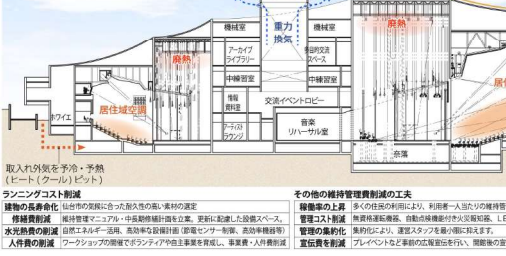 機械室
重力
換気
機械室
廃熱
廃熱
アーカイブ
ライブラリー
多目的交流
スペース
中練習室
中練習室
居住域空調
情報
資料室
交流イベントロビー
ホワイエ
アーティスト
ラウンジ
音楽
リハーサル室
奈落
取入れ外気を予冷・予熱
(ヒート(クール)ピット)
ランニングコスト削減
建物の長寿命化 仙台市の気候に合った耐久性の高い素材の選定
修繕費削減 維持管理マニュアル・中長期修繕計画を立案。更新に配慮した設備スペース。
水光熱費の削減 自然エネルギー活用、高効率な設備計画(節電センサー制御、高効率機器等)
人件費の削減 ワークショップの開催でボランティアや自主事業を育成し、事業費・人件費削減
その他の維持管理費削減の工夫
稼働率の上昇 多くの住民の利用により、利用者一人当たりの維持管
管理コスト削減 無資格運転機器、自動点検機能付き火災報知器、LE
管理の集約化 集約化により、運営スタッフを最小限に抑えます。
宣伝費を削減 プレイベントなど事前の広報宣伝を行い、開館後の宣